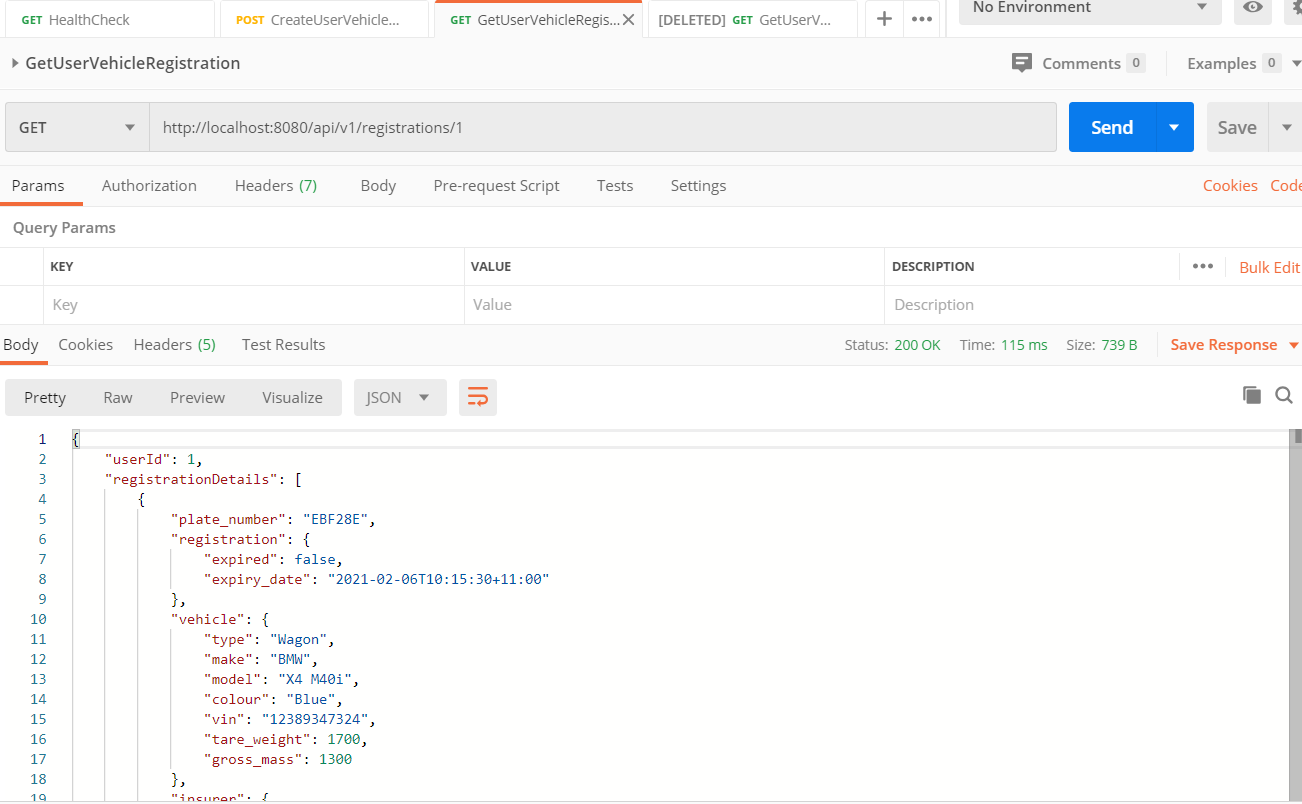 GET HealthCheck POST CreateUserVehicle... GET GetUserVehicleRegis... [DELETED] GET GetUserV... No Environment
GetUserVehicleRegistration Comments 0 Examples 0
GET http://localhost:8080/api/v1/registrations/1 Send Save
Params Authorization Headers (7) Body Pre-request Script Tests Settings Cookies Code
Query Params
KEY VALUE DESCRIPTION Bulk Edit
Key Value Description
Body Cookies Headers (5) Test Results Status: 200 OK Time: 115 ms Size: 739 B Save Response
Pretty Raw Preview Visualize JSON
1 {
2 "userId": 1,
3 "registrationDetails": [
4 {
5 "plate_number": "EBF28E",
6 "registration": {
7 "expired": false,
8 "expiry_date": "2021-02-06T10:15:30+11:00"
9 },
10 "vehicle": {
11 "type": "Wagon",
12 "make": "BMW",
13 "model": "X4 M40i",
14 "colour": "Blue",
15 "vin": "12389347324",
16 "tare_weight": 1700,
17 "gross_mass": 1300
18 },
19 "insurer": {